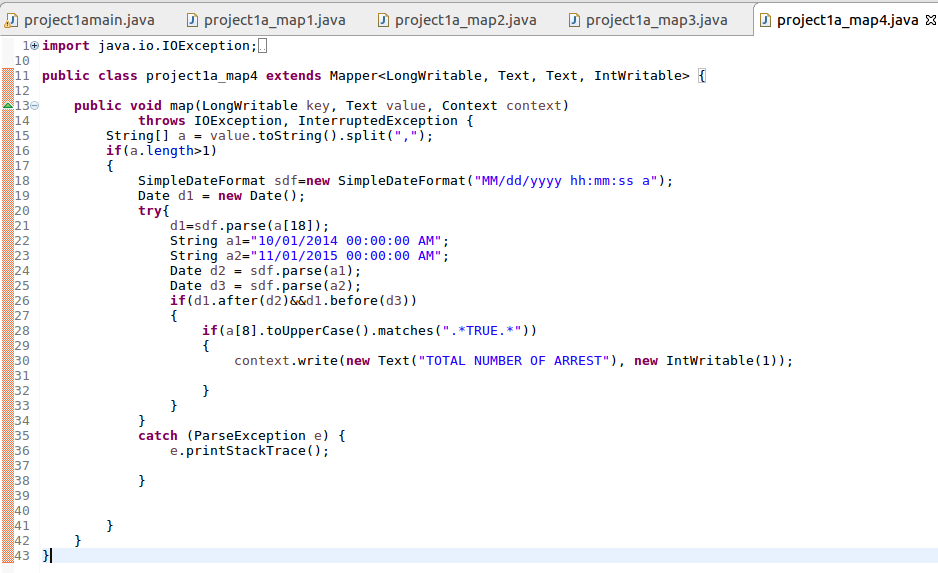 project1amain.java project1a_map1.java project1a_map2.java project1a_map3.java project1a_map4.java
1 import java.io.IOException;
10
11 public class project1a_map4 extends Mapper<LongWritable, Text, Text, IntWritable> {
12
13     public void map(LongWritable key, Text value, Context context)
14             throws IOException, InterruptedException {
15         String[] a = value.toString().split(",");
16         if(a.length>1)
17         {
18             SimpleDateFormat sdf=new SimpleDateFormat("MM/dd/yyyy hh:mm:ss a");
19             Date d1 = new Date();
20             try{
21                 d1=sdf.parse(a[18]);
22                 String a1="10/01/2014 00:00:00 AM";
23                 String a2="11/01/2015 00:00:00 AM";
24                 Date d2 = sdf.parse(a1);
25                 Date d3 = sdf.parse(a2);
26                 if(d1.after(d2)&&d1.before(d3))
27                 {
28                     if(a[8].toUpperCase().matches(".*TRUE.*"))
29                     {
30                         context.write(new Text("TOTAL NUMBER OF ARREST"), new IntWritable(1));
31
32                     }
33                 }
34             }
35             catch (ParseException e) {
36                 e.printStackTrace();
37
38             }
39
40
41         }
42     }
43 }